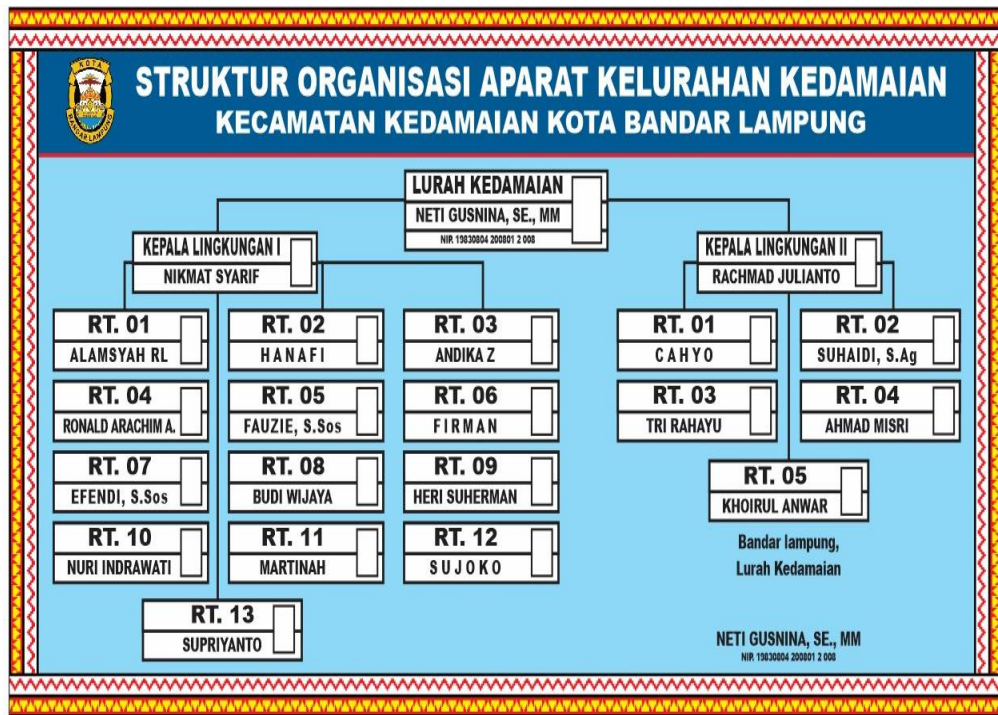 KOTA
BANDAR LAMPUNG
STRUKTUR ORGANISASI APARAT KELURAHAN KEDAMAIAN
KECAMATAN KEDAMAIAN KOTA BANDAR LAMPUNG
LURAH KEDAMAIAN
NETI GUSNINA, SE., MM
NIP. 19830804 200801 2 008
KEPALA LINGKUNGAN I
NIKMAT SYARIF
KEPALA LINGKUNGAN II
RACHMAD JULIANTO
RT. 01
ALAMSYAH RL
RT. 02
HANAFI
RT. 03
ANDIKA Z
RT. 04
RONALD ARACHIM A.
RT. 05
FAUZIE, S.Sos
RT. 06
FIRMAN
RT. 07
EFENDI, S.Sos
RT. 08
BUDI WIJAYA
RT. 09
HERI SUHERMAN
RT. 10
NURI INDRAWATI
RT. 11
MARTINAH
RT. 12
SUJOKO
RT. 13
SUPRIYANTO
RT. 01
CAHYO
RT. 02
SUHAIDI, S.Ag
RT. 03
TRI RAHAYU
RT. 04
AHMAD MISRI
RT. 05
KHOIRUL ANWAR
Bandar lampung,
Lurah Kedamaian
NETI GUSNINA, SE., MM
NIP. 19830804 200801 2 008